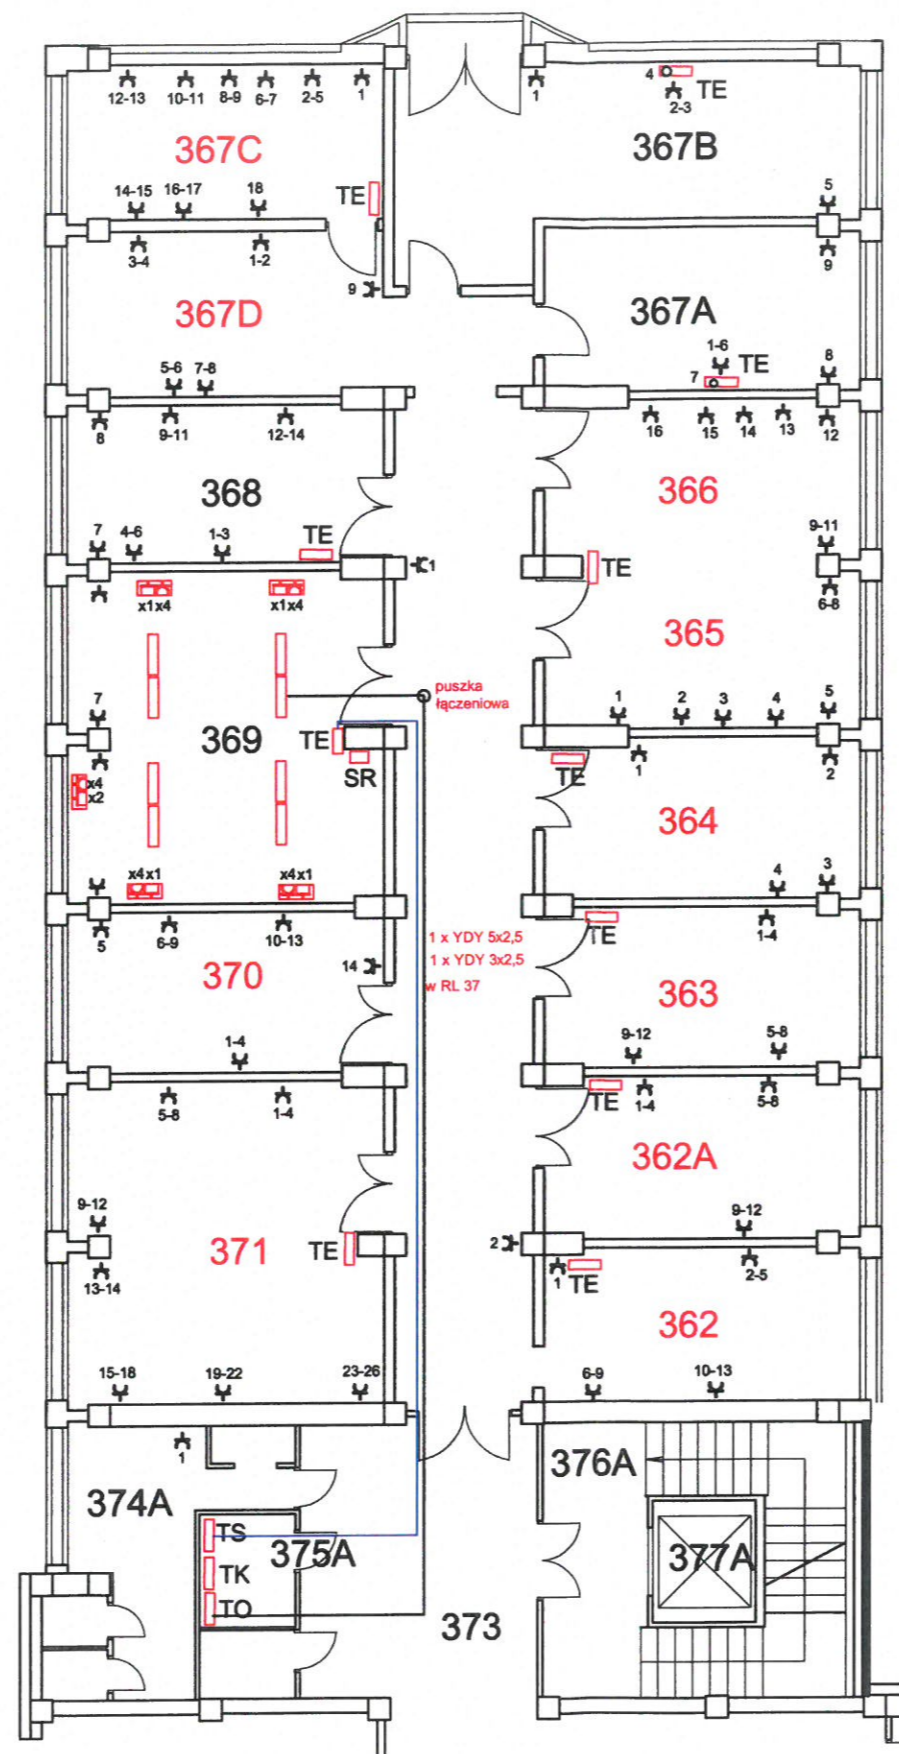 12-13 10-11 8-9 6-7 2-5 1
1 4 2-3 TE
367C
367B
14-15 16-17 18 TE
5
3-4 1-2
9
9
367D
367A
5-6 7-8
1-6 7 TE 8
8 9-11 12-14
16 15 14 13 12
368
366
7 4-6 1-3 TE
1
TE
9-11
6-8
x1x4 x1x4
365
puszka
łączeniowa
7
369
TE
SR
1 2 3 4 5
1 2
TE
x4
x2
364
x4x1 x4x1
4 3
5 6-9 10-13
TE 1-4
1 x YDY 5x2,5
1 x YDY 3x2,5
w RL 37
370
14
363
1-4
9-12 5-8
5-8 1-4
TE 1-4 5-8
362A
9-12
13-14
371
TE
2
9-12
1 TE 2-5
362
15-18 19-22 23-26
6-9 10-13
1
376A
374A
TS
375A
377A
TK
TO
373